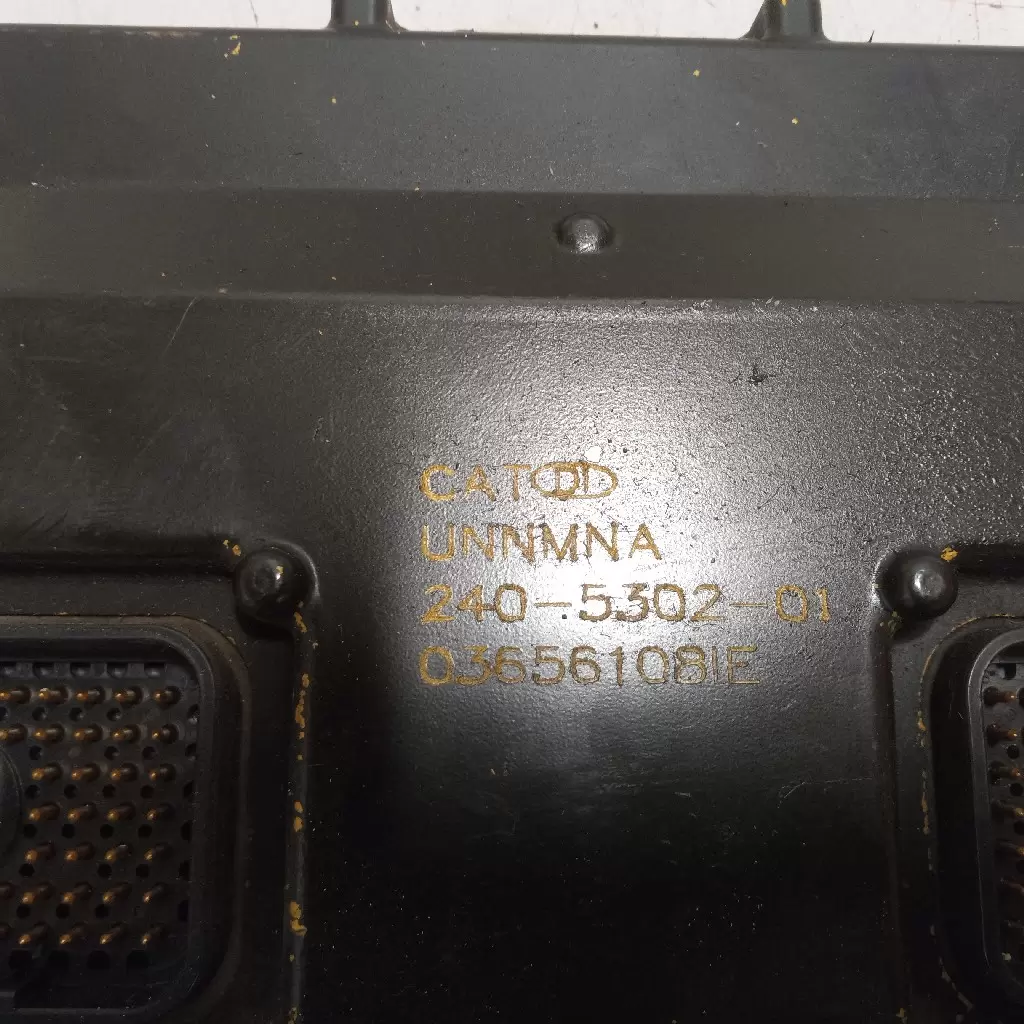 CAT
UNNMNA
240-5302-01
03656108IE